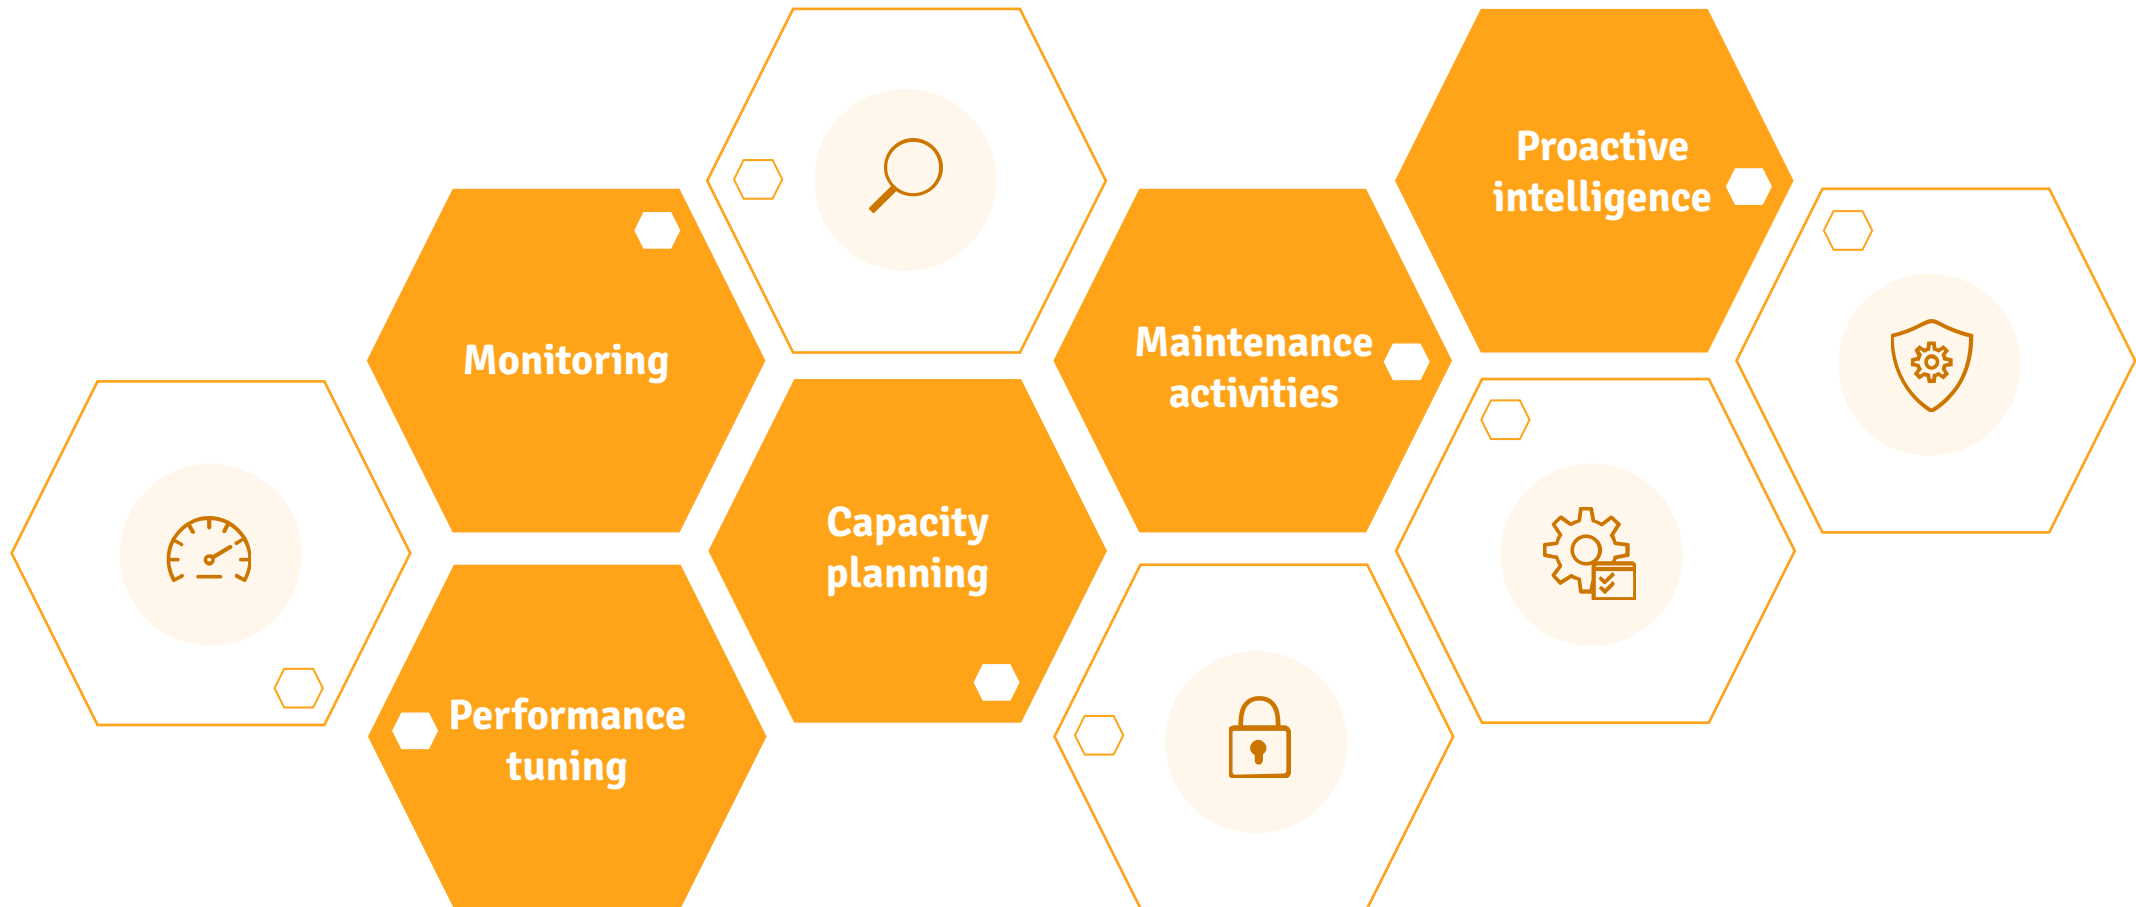 Proactive
intelligence
Monitoring
Maintenance
activities
Capacity
planning
Performance
tuning